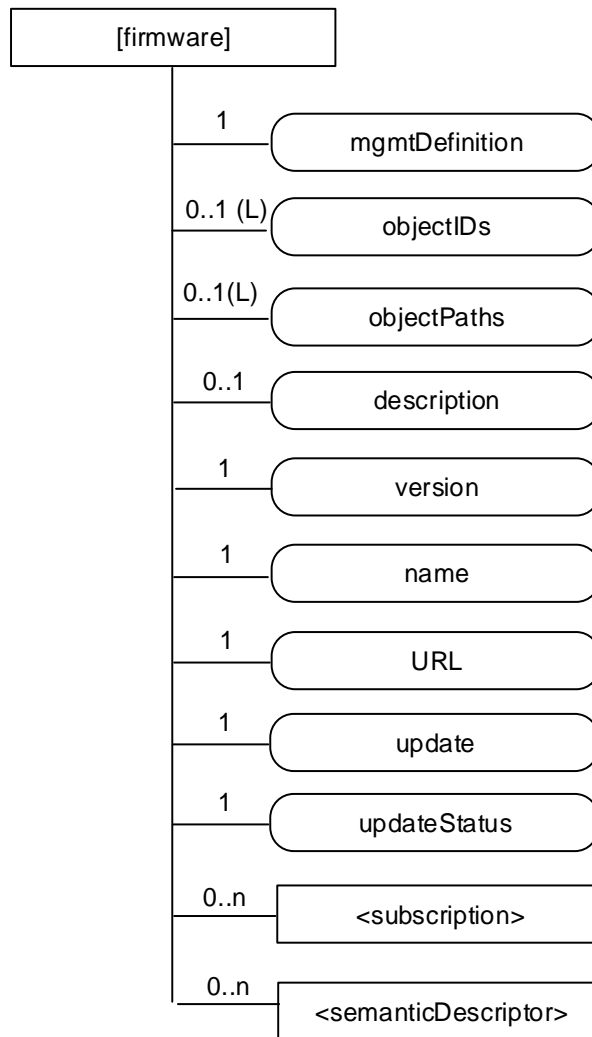 [firmware]
1
mgmtDefinition
0..1 (L)
objectIDs
0..1(L)
objectPaths
0..1
description
1
version
1
name
1
URL
1
update
1
updateStatus
0..n
<subscription>
0..n
<semanticDescriptor>